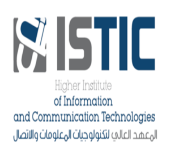 ISTIC
Higher Institute
of Information
and Communication Technologies
المعهد العالي لتكنولوجيات المعلومات والاتصال